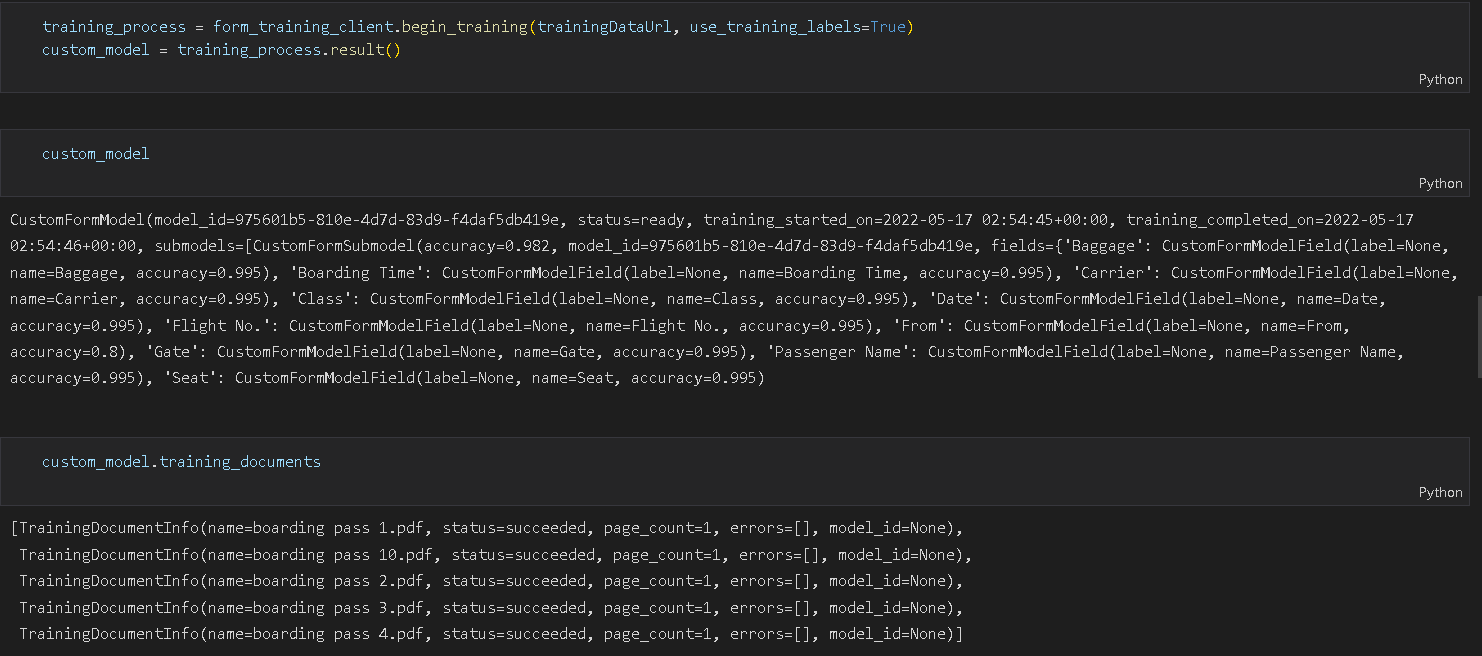 training_process = form_training_client.begin_training(trainingDataUrl, use_training_labels=True)
custom_model = training_process.result()
Python
custom_model
Python
CustomFormModel(model_id=975601b5-810e-4d7d-83d9-f4daf5db419e, status=ready, training_started_on=2022-05-17 02:54:45+00:00, training_completed_on=2022-05-17
02:54:46+00:00, submodels=[CustomFormSubmodel(accuracy=0.982, model_id=975601b5-810e-4d7d-83d9-f4daf5db419e, fields={'Baggage': CustomFormModelField(label=None,
name=Baggage, accuracy=0.995), 'Boarding Time': CustomFormModelField(label=None, name=Boarding Time, accuracy=0.995), 'Carrier': CustomFormModelField(label=None,
name=Carrier, accuracy=0.995), 'Class': CustomFormModelField(label=None, name=Class, accuracy=0.995), 'Date': CustomFormModelField(label=None, name=Date,
accuracy=0.995), 'Flight No.': CustomFormModelField(label=None, name=Flight No., accuracy=0.995), 'From': CustomFormModelField(label=None, name=From,
accuracy=0.8), 'Gate': CustomFormModelField(label=None, name=Gate, accuracy=0.995), 'Passenger Name': CustomFormModelField(label=None, name=Passenger Name,
accuracy=0.995), 'Seat': CustomFormModelField(label=None, name=Seat, accuracy=0.995)
custom_model.training_documents
Python
[TrainingDocumentInfo(name=boarding pass 1.pdf, status=succeeded, page_count=1, errors=[], model_id=None),
TrainingDocumentInfo(name=boarding pass 10.pdf, status=succeeded, page_count=1, errors=[], model_id=None),
TrainingDocumentInfo(name=boarding pass 2.pdf, status=succeeded, page_count=1, errors=[], model_id=None),
TrainingDocumentInfo(name=boarding pass 3.pdf, status=succeeded, page_count=1, errors=[], model_id=None),
TrainingDocumentInfo(name=boarding pass 4.pdf, status=succeeded, page_count=1, errors=[], model_id=None)]